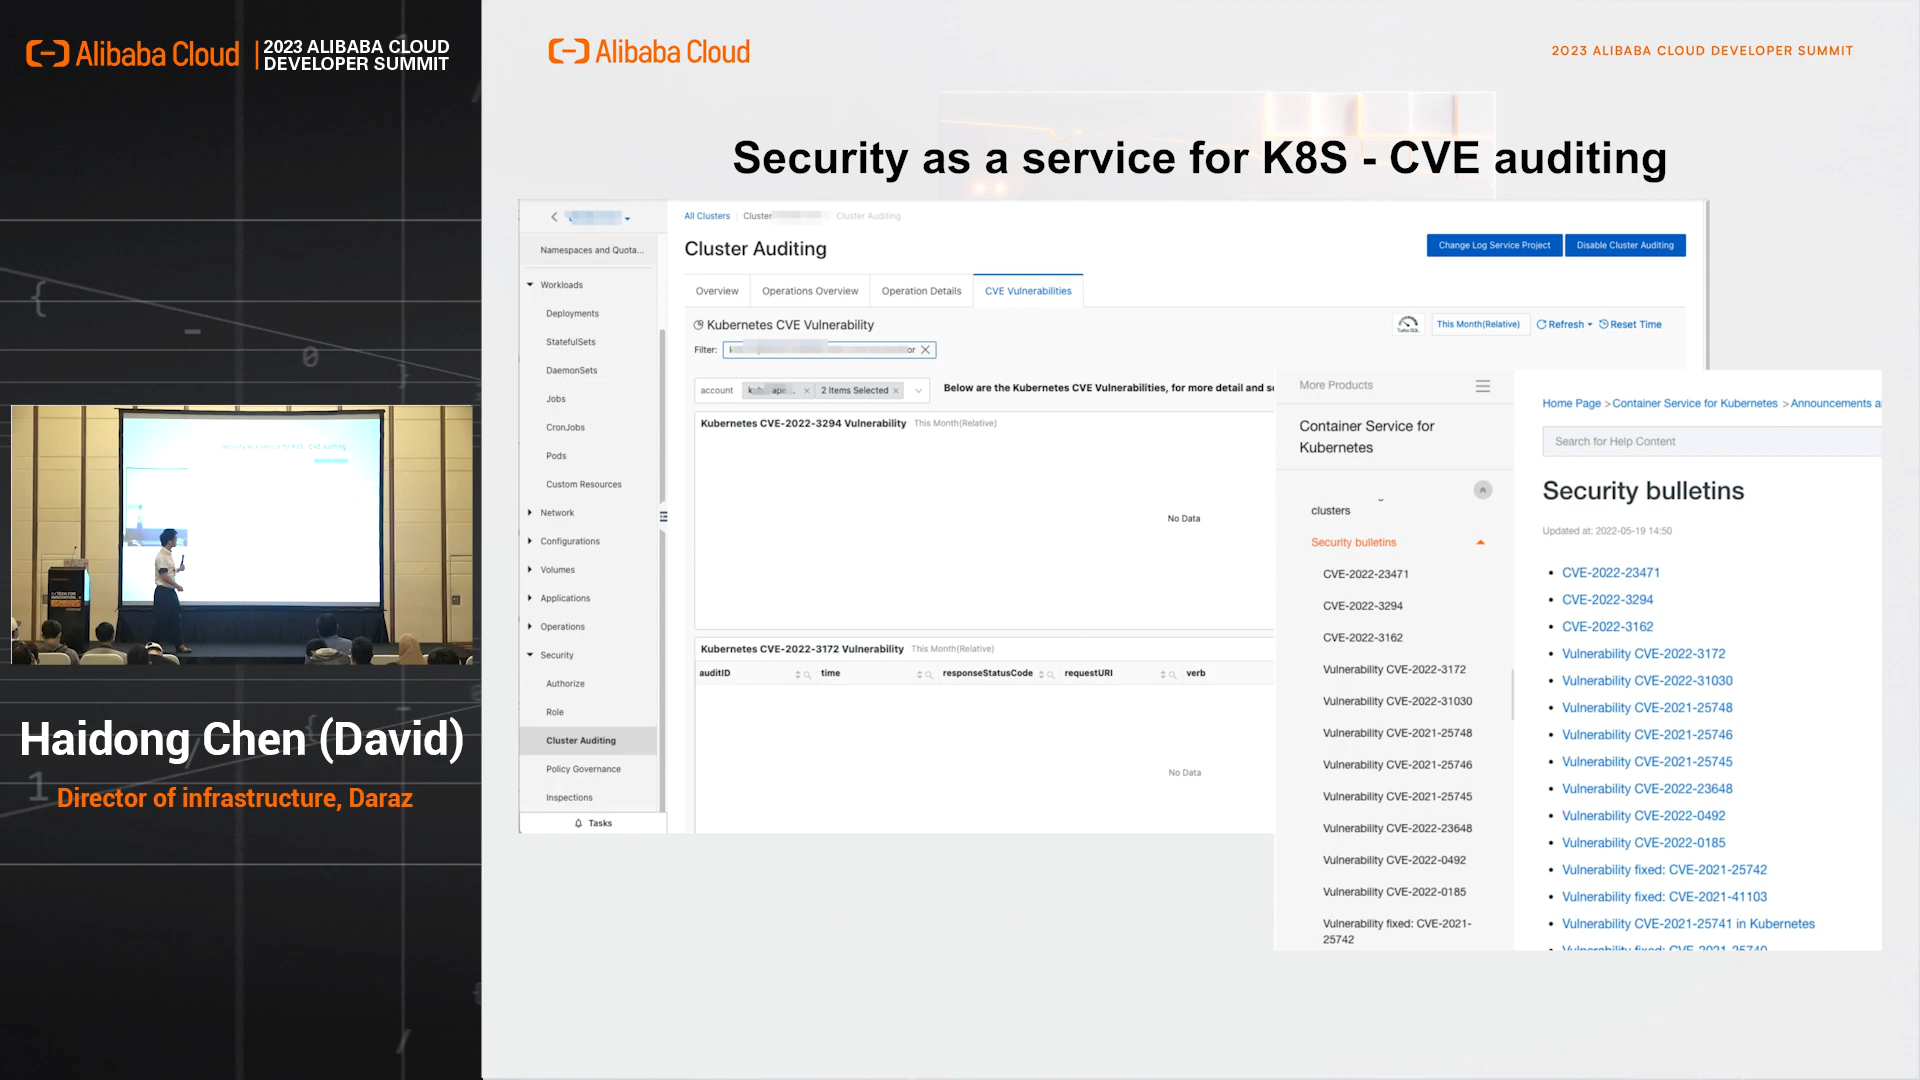 Alibaba Cloud
2023 ALIBABA CLOUD
DEVELOPER SUMMIT
Haidong Chen (David)
Director of infrastructure, Daraz
Alibaba Cloud
2023 ALIBABA CLOUD DEVELOPER SUMMIT
Security as a service for K8S - CVE auditing
Namespaces and Quota...
Workloads
Deployments
StatefulSets
DaemonSets
Jobs
CronJobs
Pods
Custom Resources
Network
Configurations
Volumes
Applications
Operations
Security
Authorize
Role
Cluster Auditing
Policy Governance
Inspections
Tasks
All Clusters / Cluster / Cluster Auditing
Cluster Auditing
Change Log Service Project
Disable Cluster Auditing
Overview
Operations Overview
Operation Details
CVE Vulnerabilities
Kubernetes CVE Vulnerability
This Month(Relative)
Refresh
Reset Time
Filter:
account
2 Items Selected
Below are the Kubernetes CVE Vulnerabilities, for more detail and s
Kubernetes CVE-2022-3294 Vulnerability This Month(Relative)
No Data
Kubernetes CVE-2022-3172 Vulnerability This Month(Relative)
auditID time responseStatusCode requestURI verb
No Data
More Products
Container Service for
Kubernetes
clusters
Security bulletins
CVE-2022-23471
CVE-2022-3294
CVE-2022-3162
Vulnerability CVE-2022-3172
Vulnerability CVE-2022-31030
Vulnerability CVE-2021-25748
Vulnerability CVE-2021-25746
Vulnerability CVE-2021-25745
Vulnerability CVE-2022-23648
Vulnerability CVE-2022-0492
Vulnerability CVE-2022-0185
Vulnerability fixed: CVE-2021-
25742
Home Page >Container Service for Kubernetes >Announcements a
Search for Help Content
Security bulletins
Updated at: 2022-05-19 14:50
CVE-2022-23471
CVE-2022-3294
CVE-2022-3162
Vulnerability CVE-2022-3172
Vulnerability CVE-2022-31030
Vulnerability CVE-2021-25748
Vulnerability CVE-2021-25746
Vulnerability CVE-2021-25745
Vulnerability CVE-2022-23648
Vulnerability CVE-2022-0492
Vulnerability CVE-2022-0185
Vulnerability fixed: CVE-2021-25742
Vulnerability fixed: CVE-2021-41103
Vulnerability CVE-2021-25741 in Kubernetes
Vulnerability fixed: CVE-2021-25740